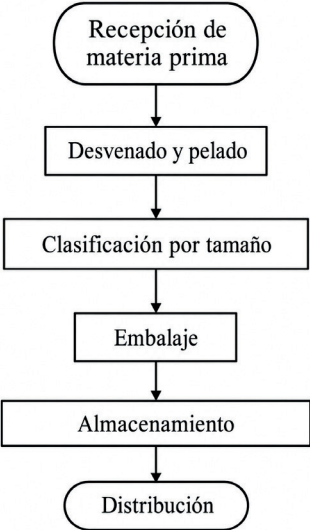 Recepción de
materia prima
Desvenado y pelado
Clasificación por tamaño
Embalaje
Almacenamiento
Distribución